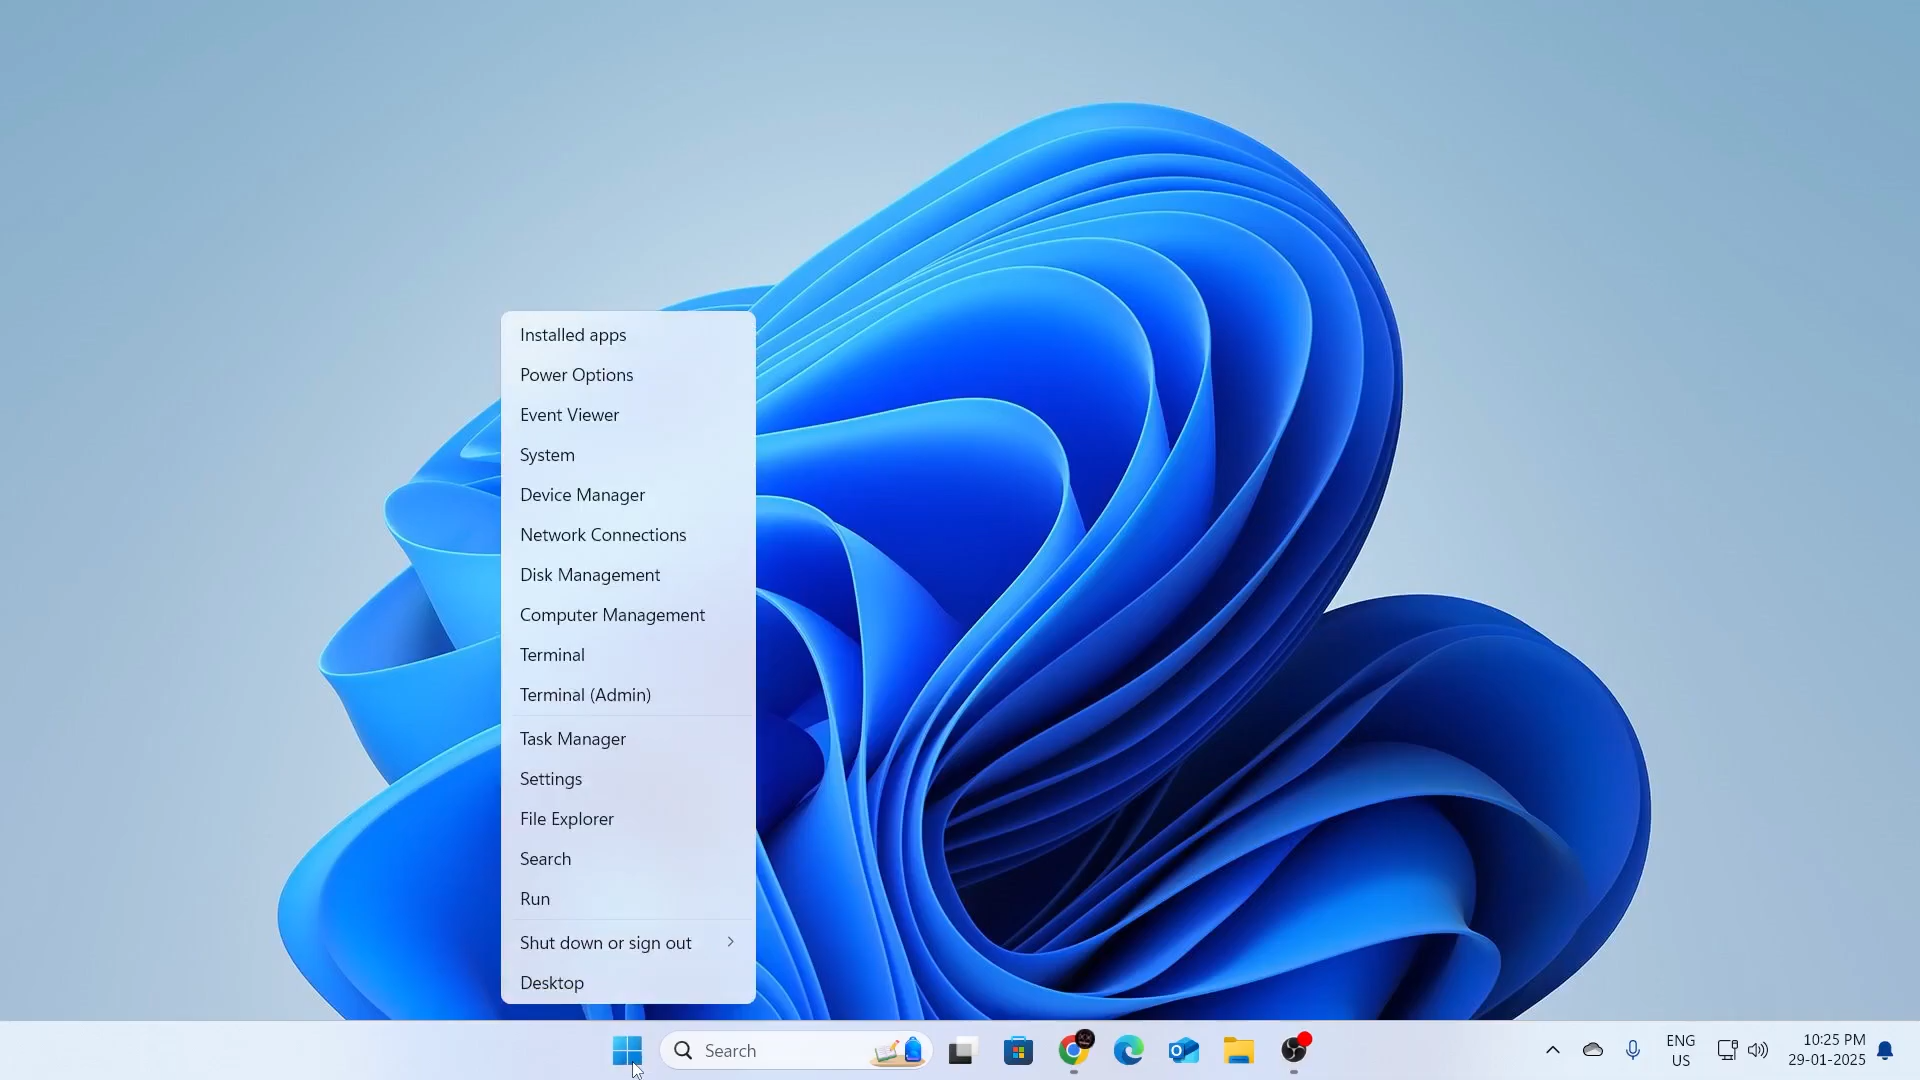 Installed apps
Power Options
Event Viewer
System
Device Manager
Network Connections
Disk Management
Computer Management
Terminal
Terminal (Admin)
Task Manager
Settings
File Explorer
Search
Run
Shut down or sign out
Desktop
Search
ENG
US
10:25 PM
29-01-2025